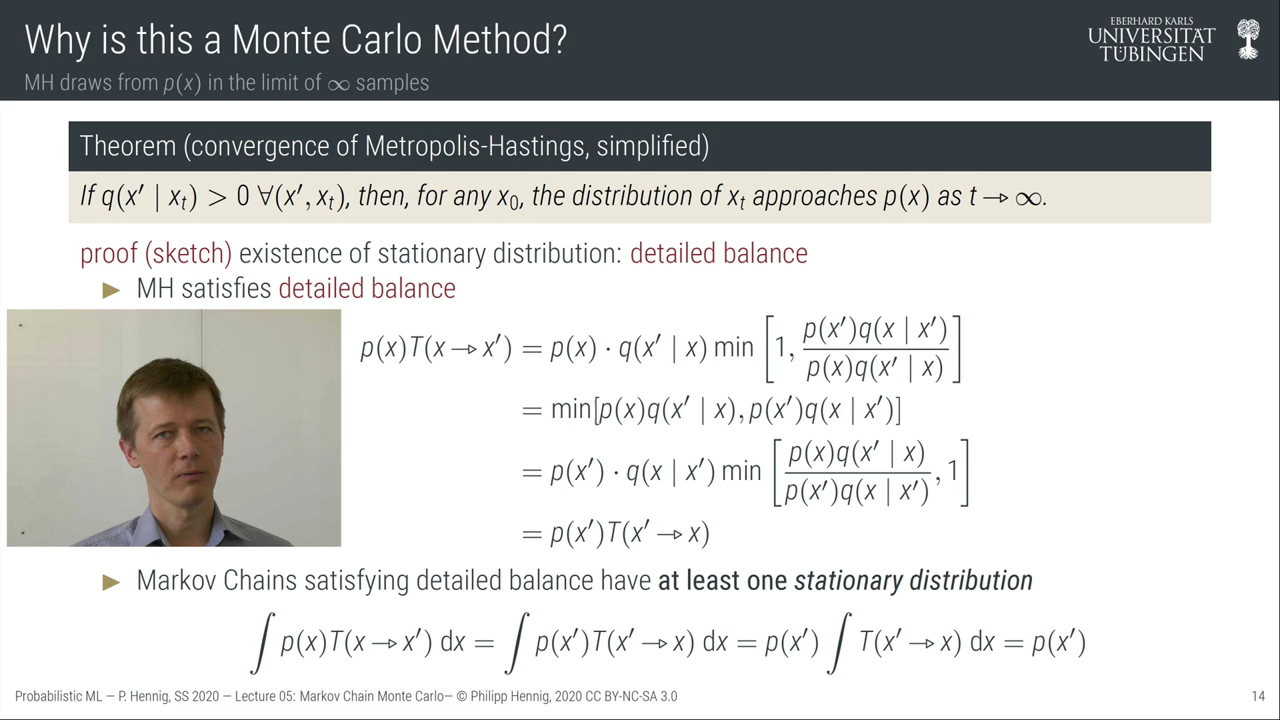 Why is this a Monte Carlo Method?
MH draws from p(x) in the limit of ∞ samples
EBERHARD KARLS
UNIVERSITÄT
TÜBINGEN
Theorem (convergence of Metropolis-Hastings, simplified)
If q(x′ | xₜ) > 0 ∀(x′, xₜ), then, for any x₀, the distribution of xₜ approaches p(x) as t → ∞.
proof (sketch) existence of stationary distribution: detailed balance
▶ MH satisfies detailed balance
p(x)T(x → x′) = p(x) · q(x′ | x) min [1, p(x′)q(x | x′) / p(x)q(x′ | x)]
= min[p(x)q(x′ | x), p(x′)q(x | x′)]
= p(x′) · q(x | x′) min [p(x)q(x′ | x) / p(x′)q(x | x′), 1]
= p(x′)T(x′ → x)
▶ Markov Chains satisfying detailed balance have at least one stationary distribution
∫ p(x)T(x → x′) dx = ∫ p(x′)T(x′ → x) dx = p(x′) ∫ T(x′ → x) dx = p(x′)
Probabilistic ML — P. Hennig, SS 2020 — Lecture 05: Markov Chain Monte Carlo— © Philipp Hennig, 2020 CC BY-NC-SA 3.0
14